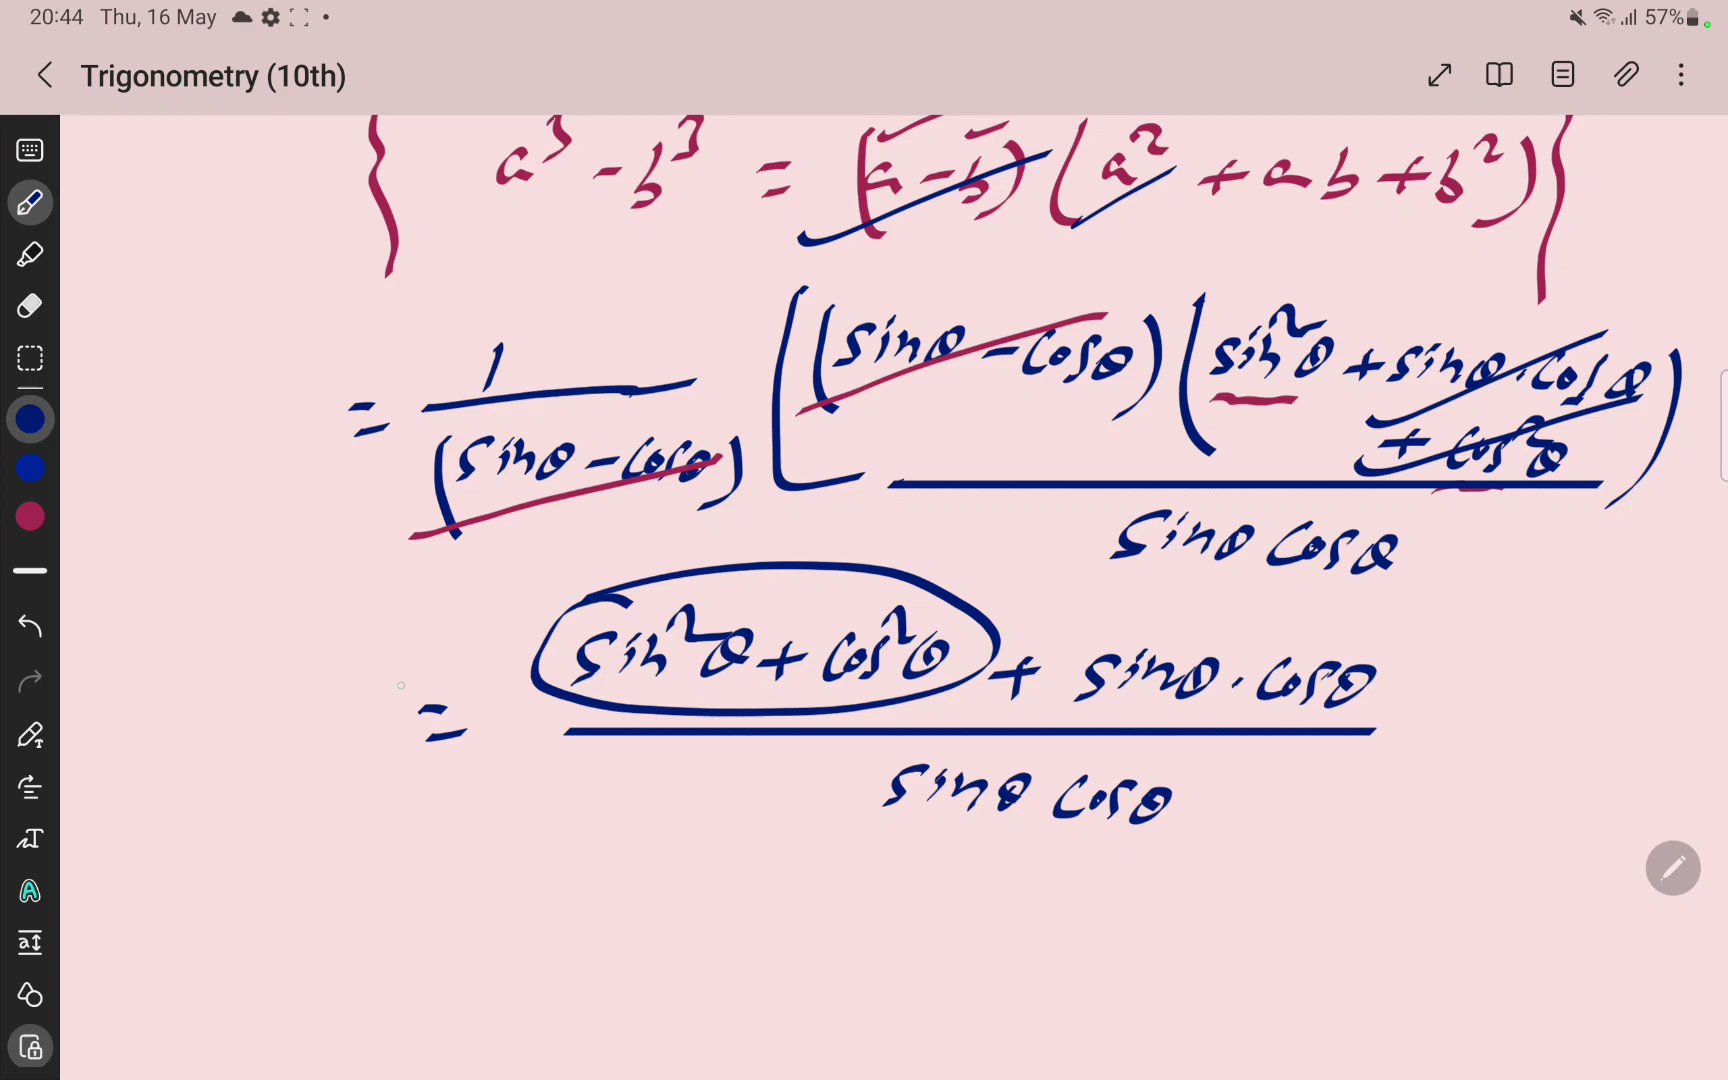 20:44 Thu, 16 May 57%
Trigonometry (10th)
{ a³ - b³ = (a - b) (a² + ab + b²) }
= 1 / (sinθ - cosθ) [ (sinθ - cosθ) (sin²θ + sinθ.cosθ
+ cos²θ)
sinθ cosθ
= sin²θ + cos²θ + sinθ . cosθ
sinθ cosθ